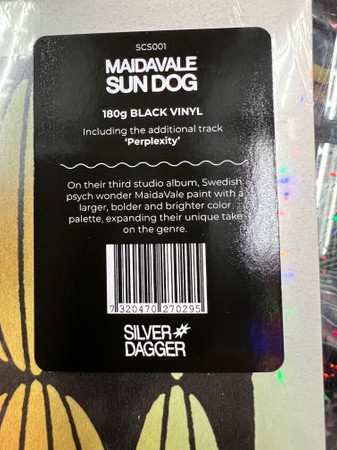 SCS001
MAIDAVALE
SUN DOG
180g BLACK VINYL
Including the additional track
'Perplexity'
On their third studio album, Swedish
psych wonder MaidaVale paint with a
larger, bolder and brighter color
palette, expanding their unique take
on the genre.
7 320470 270295
SILVER
DAGGER